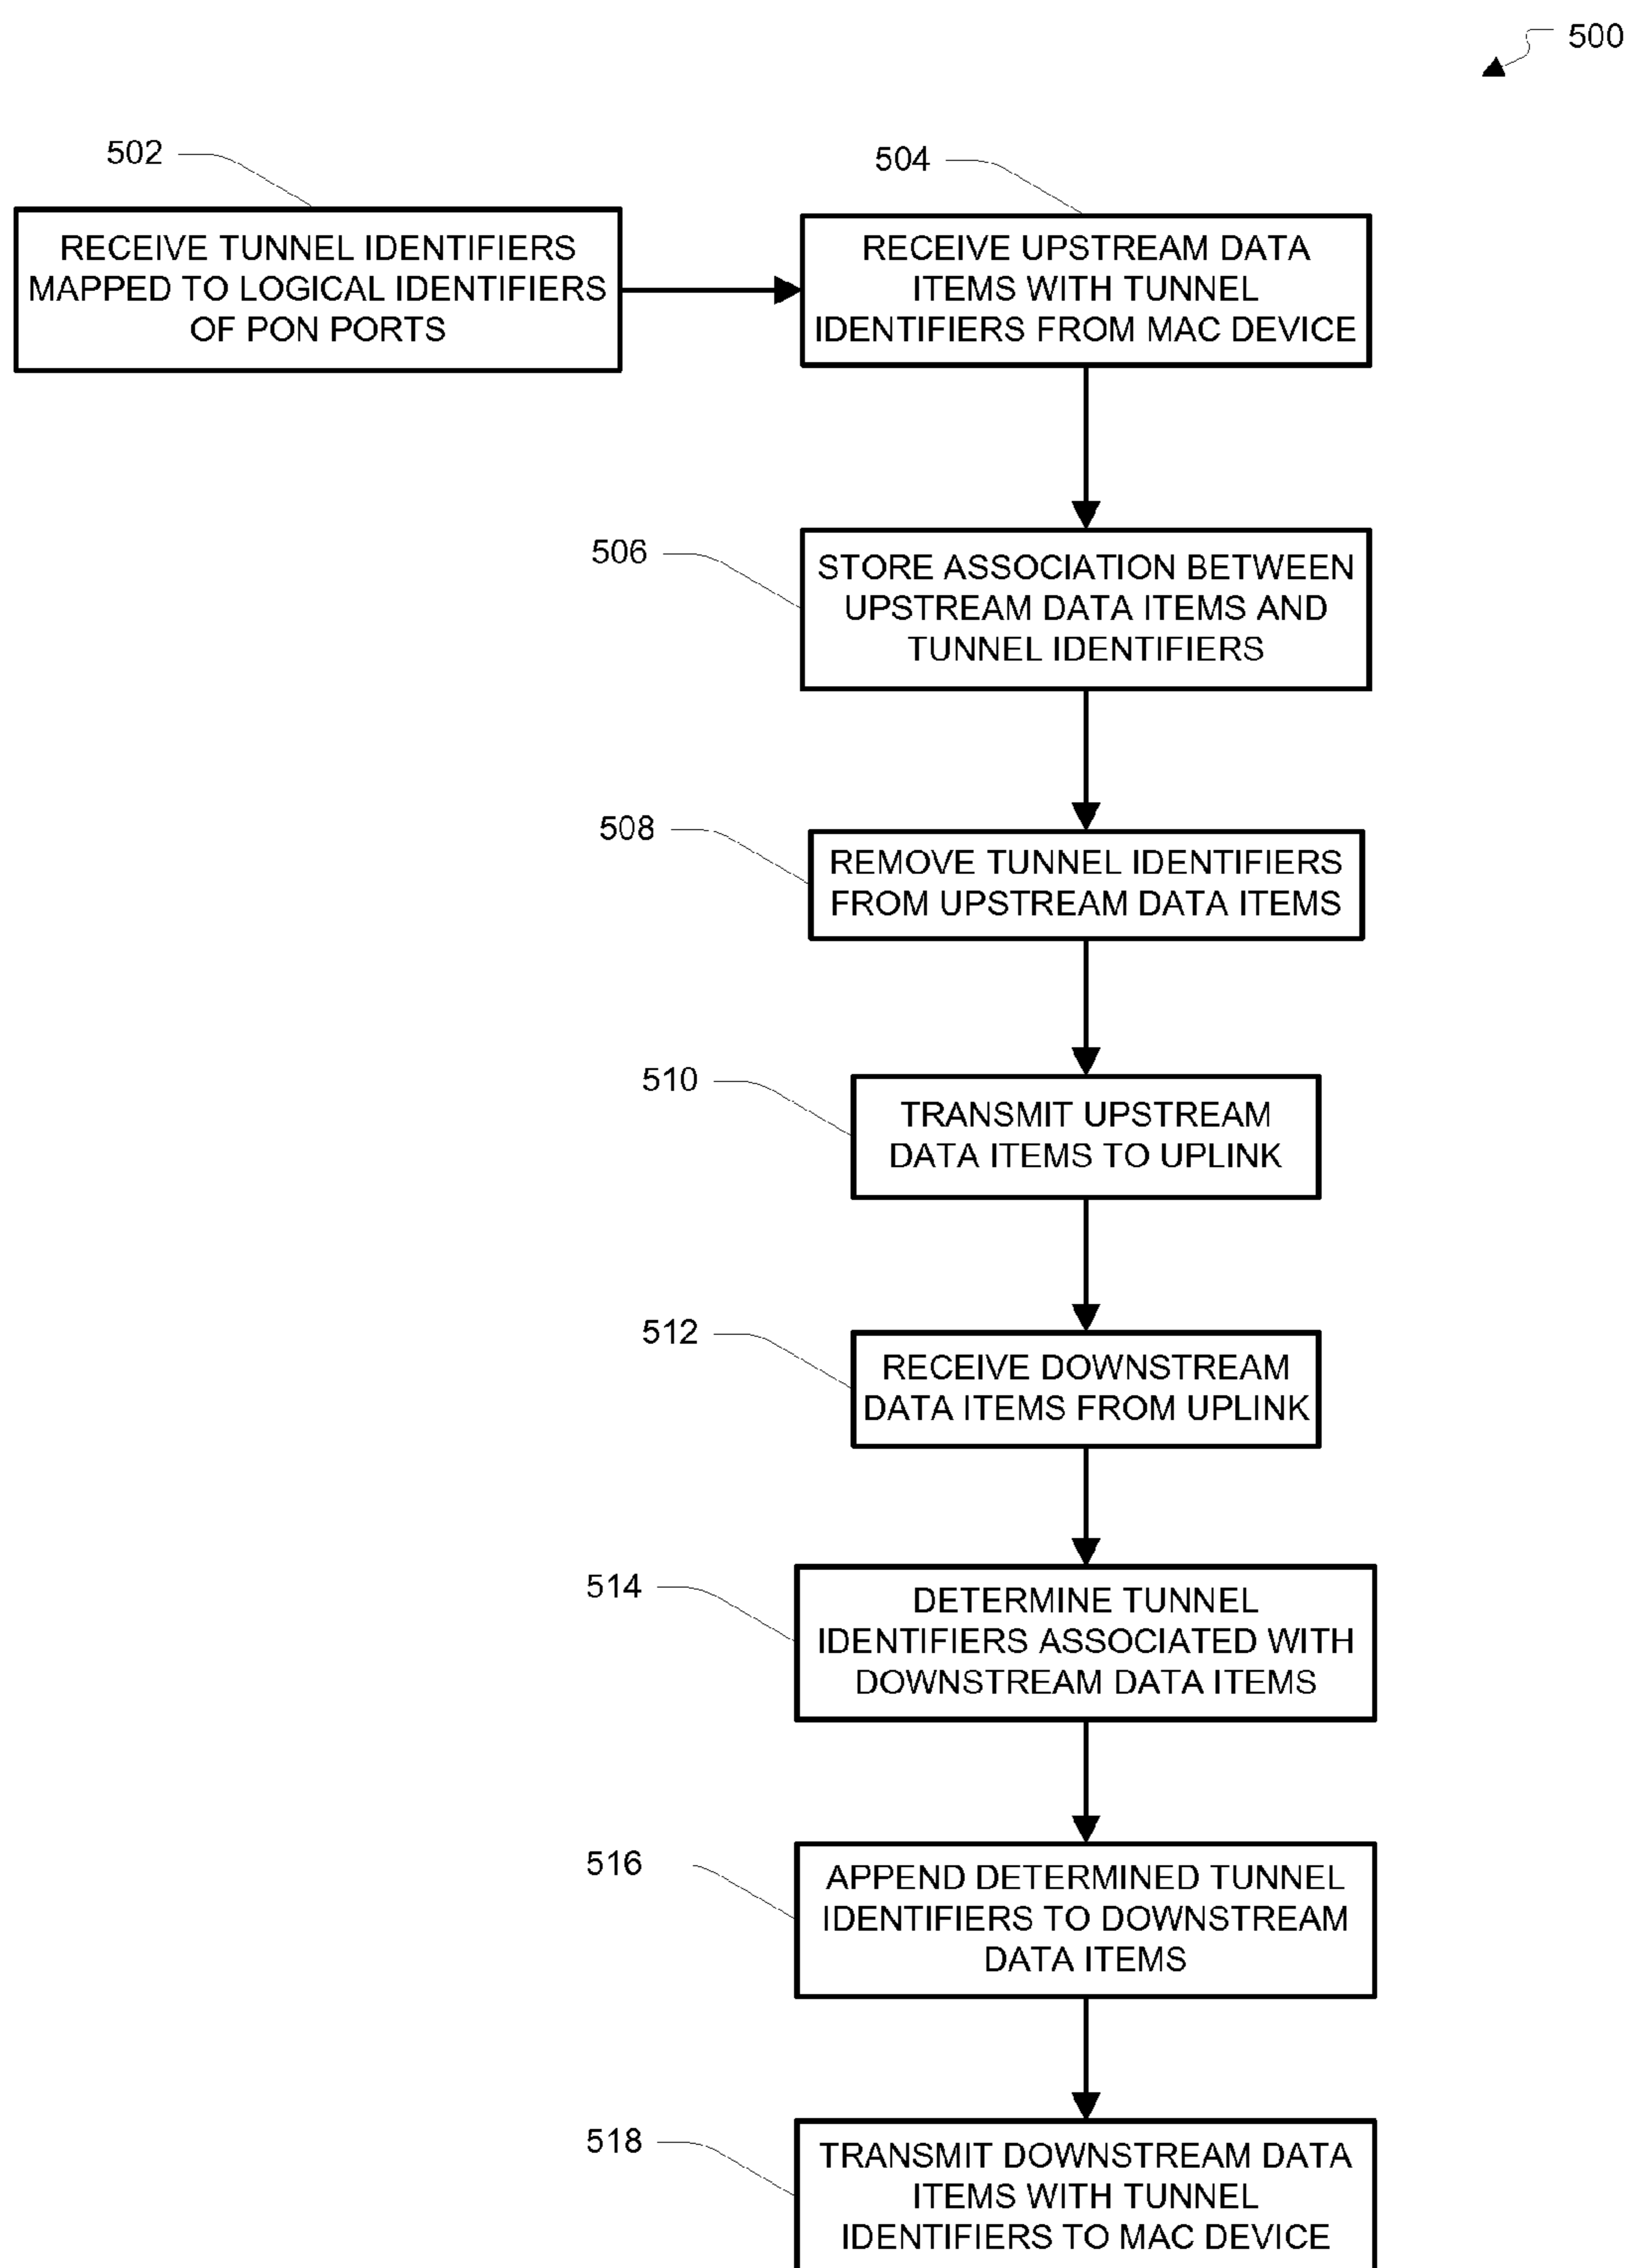 500
502
504
RECEIVE TUNNEL IDENTIFIERS
MAPPED TO LOGICAL IDENTIFIERS
OF PON PORTS
RECEIVE UPSTREAM DATA
ITEMS WITH TUNNEL
IDENTIFIERS FROM MAC DEVICE
506
STORE ASSOCIATION BETWEEN
UPSTREAM DATA ITEMS AND
TUNNEL IDENTIFIERS
508
REMOVE TUNNEL IDENTIFIERS
FROM UPSTREAM DATA ITEMS
510
TRANSMIT UPSTREAM
DATA ITEMS TO UPLINK
512
RECEIVE DOWNSTREAM
DATA ITEMS FROM UPLINK
514
DETERMINE TUNNEL
IDENTIFIERS ASSOCIATED WITH
DOWNSTREAM DATA ITEMS
516
APPEND DETERMINED TUNNEL
IDENTIFIERS TO DOWNSTREAM
DATA ITEMS
518
TRANSMIT DOWNSTREAM DATA
ITEMS WITH TUNNEL
IDENTIFIERS TO MAC DEVICE